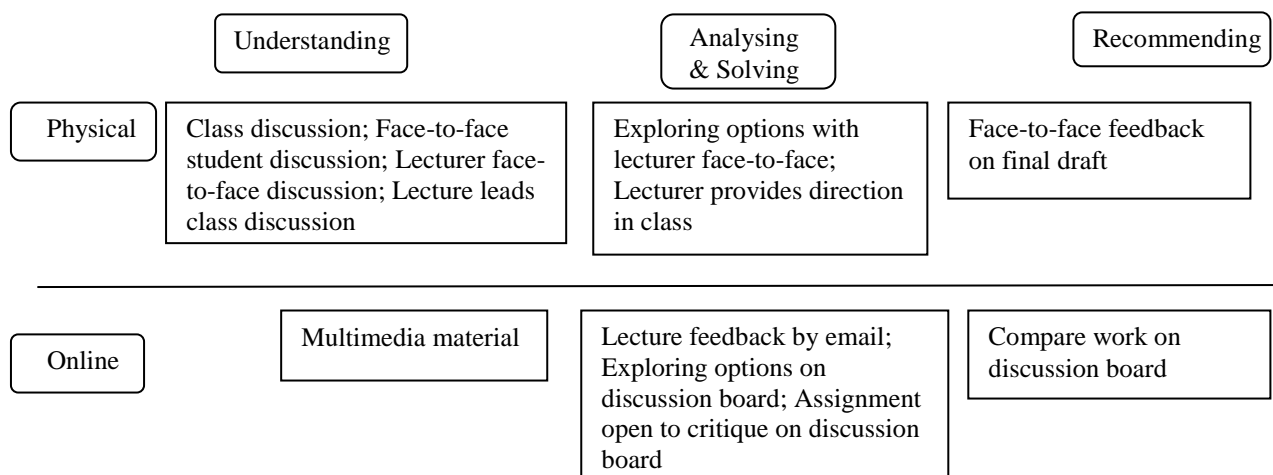 Understanding
Analysing
& Solving
Recommending
Physical
Class discussion; Face-to-face
student discussion; Lecturer face-
to-face discussion; Lecture leads
class discussion
Exploring options with
lecturer face-to-face;
Lecturer provides direction
in class
Face-to-face feedback
on final draft
Online
Multimedia material
Lecture feedback by email;
Exploring options on
discussion board; Assignment
open to critique on discussion
board
Compare work on
discussion board